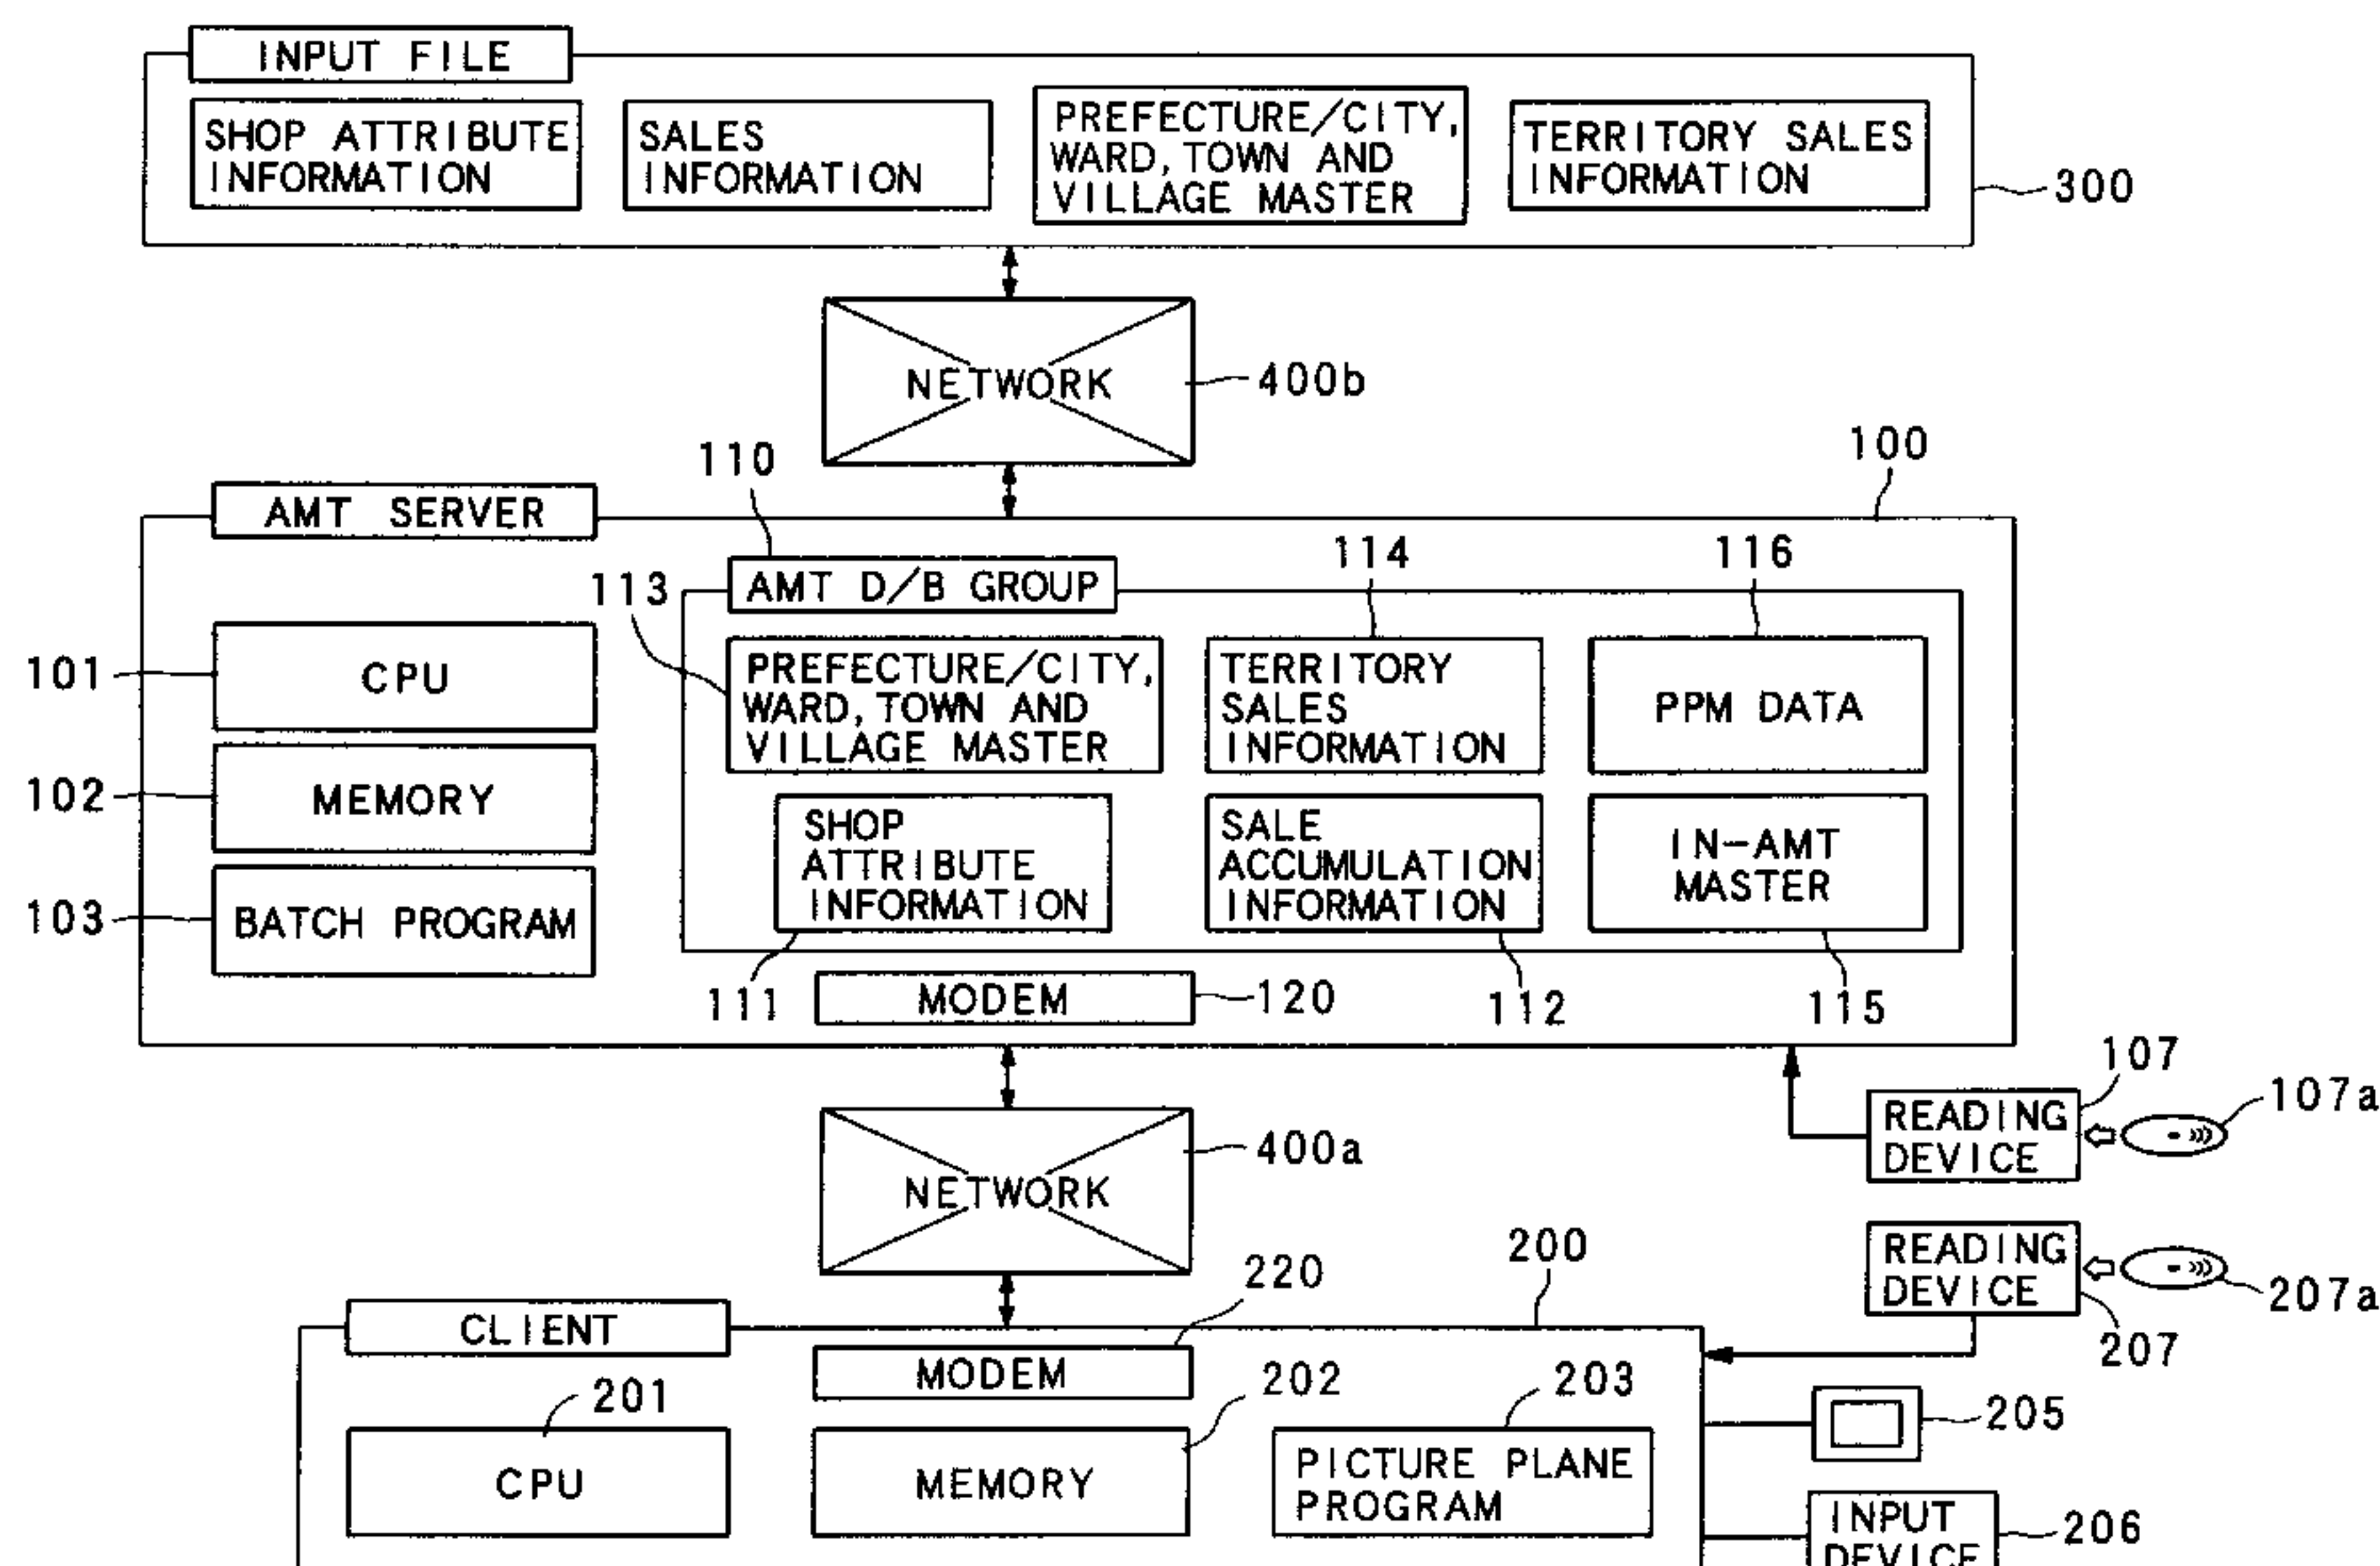 INPUT FILE
SHOP ATTRIBUTE
INFORMATION
SALES
INFORMATION
PREFECTURE/CITY,
WARD, TOWN AND
VILLAGE MASTER
TERRITORY SALES
INFORMATION
300
NETWORK
400b
100
110
AMT SERVER
AMT D/B GROUP
113
114
116
101
CPU
PREFECTURE/CITY,
WARD, TOWN AND
VILLAGE MASTER
TERRITORY
SALES
INFORMATION
PPM DATA
102
MEMORY
SHOP
ATTRIBUTE
INFORMATION
SALE
ACCUMULATION
INFORMATION
IN-AMT
MASTER
103
BATCH PROGRAM
111
MODEM
120
112
115
107
READING
DEVICE
107a
NETWORK
400a
READING
DEVICE
207a
207
200
220
CLIENT
MODEM
201
202
203
205
CPU
MEMORY
PICTURE PLANE
PROGRAM
INPUT
DEVICE
206